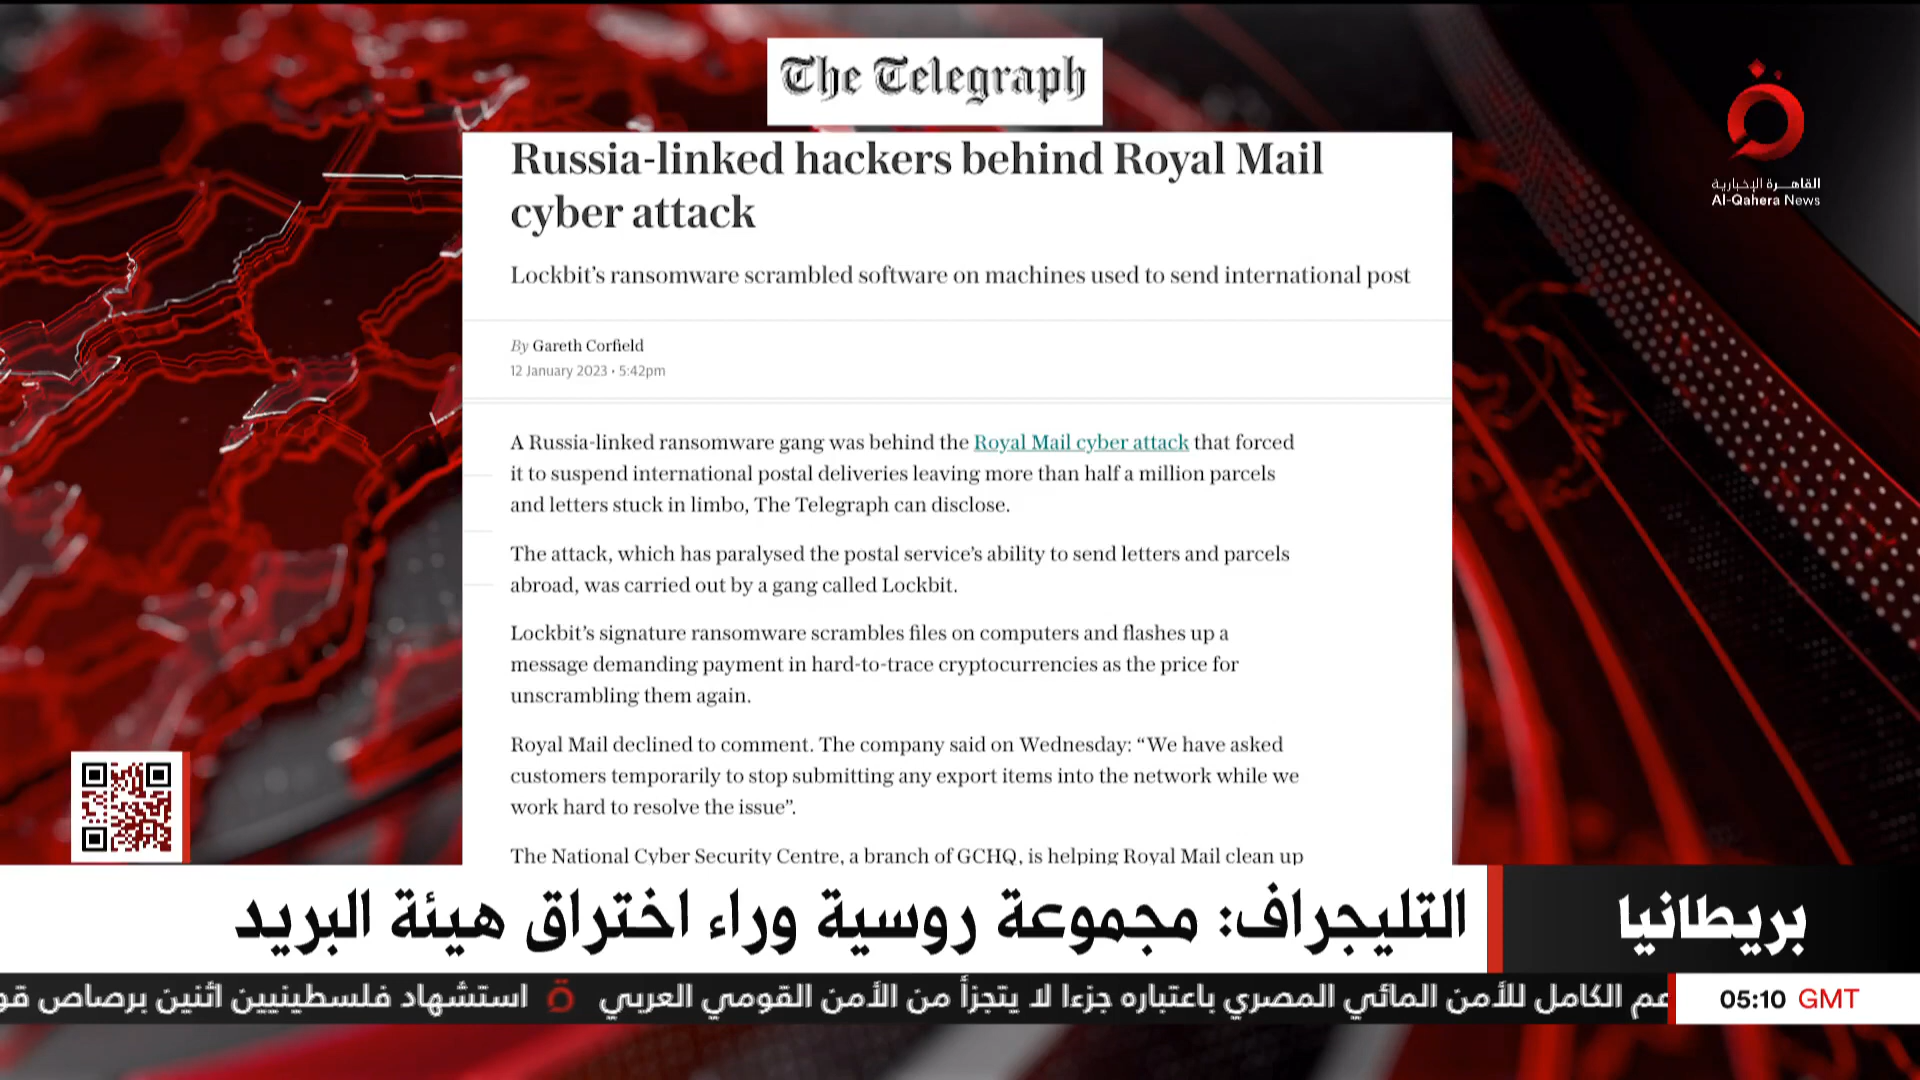 The Telegraph
القاهرة الإخبارية
Al-Qahera News
Russia-linked hackers behind Royal Mail
cyber attack
Lockbit’s ransomware scrambled software on machines used to send international post
By Gareth Corfield
12 January 2023 • 5:42pm
A Russia-linked ransomware gang was behind the Royal Mail cyber attack that forced
it to suspend international postal deliveries leaving more than half a million parcels
and letters stuck in limbo, The Telegraph can disclose.
The attack, which has paralysed the postal service’s ability to send letters and parcels
abroad, was carried out by a gang called Lockbit.
Lockbit’s signature ransomware scrambles files on computers and flashes up a
message demanding payment in hard-to-trace cryptocurrencies as the price for
unscrambling them again.
Royal Mail declined to comment. The company said on Wednesday: “We have asked
customers temporarily to stop submitting any export items into the network while we
work hard to resolve the issue”.
The National Cyber Security Centre, a branch of GCHQ, is helping Royal Mail clean up
بريطانيا
التليجراف: مجموعة روسية وراء اختراق هيئة البريد
الكامل للأمن المائي المصري باعتباره جزءا لا يتجزأ من الأمن القومي العربي استشهاد فلسطينيين اثنين برصاص
05:10 GMT